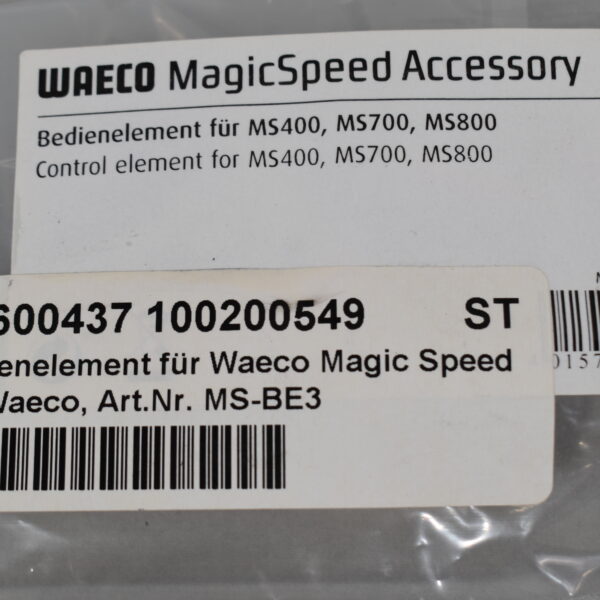 WAECO MagicSpeed Accessory
Bedienelement für MS400, MS700, MS800
Control element for MS400, MS700, MS800
600437 100200549 ST
enelement für Waeco Magic Speed
Waeco, Art.Nr. MS-BE3